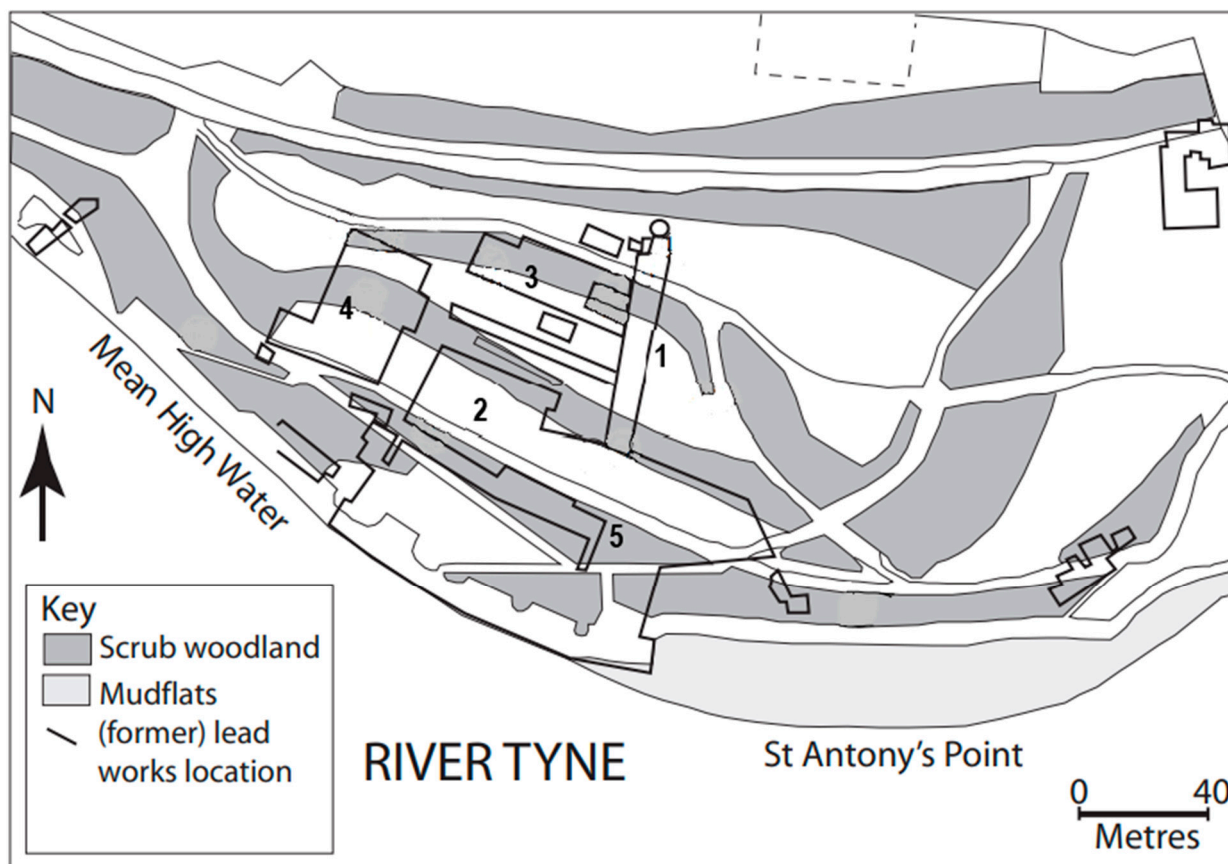 3
1
4
2
5
Mean High Water
N
Key
Scrub woodland
Mudflats
(former) lead
works location
RIVER TYNE
St Antony's Point
0 40
Metres